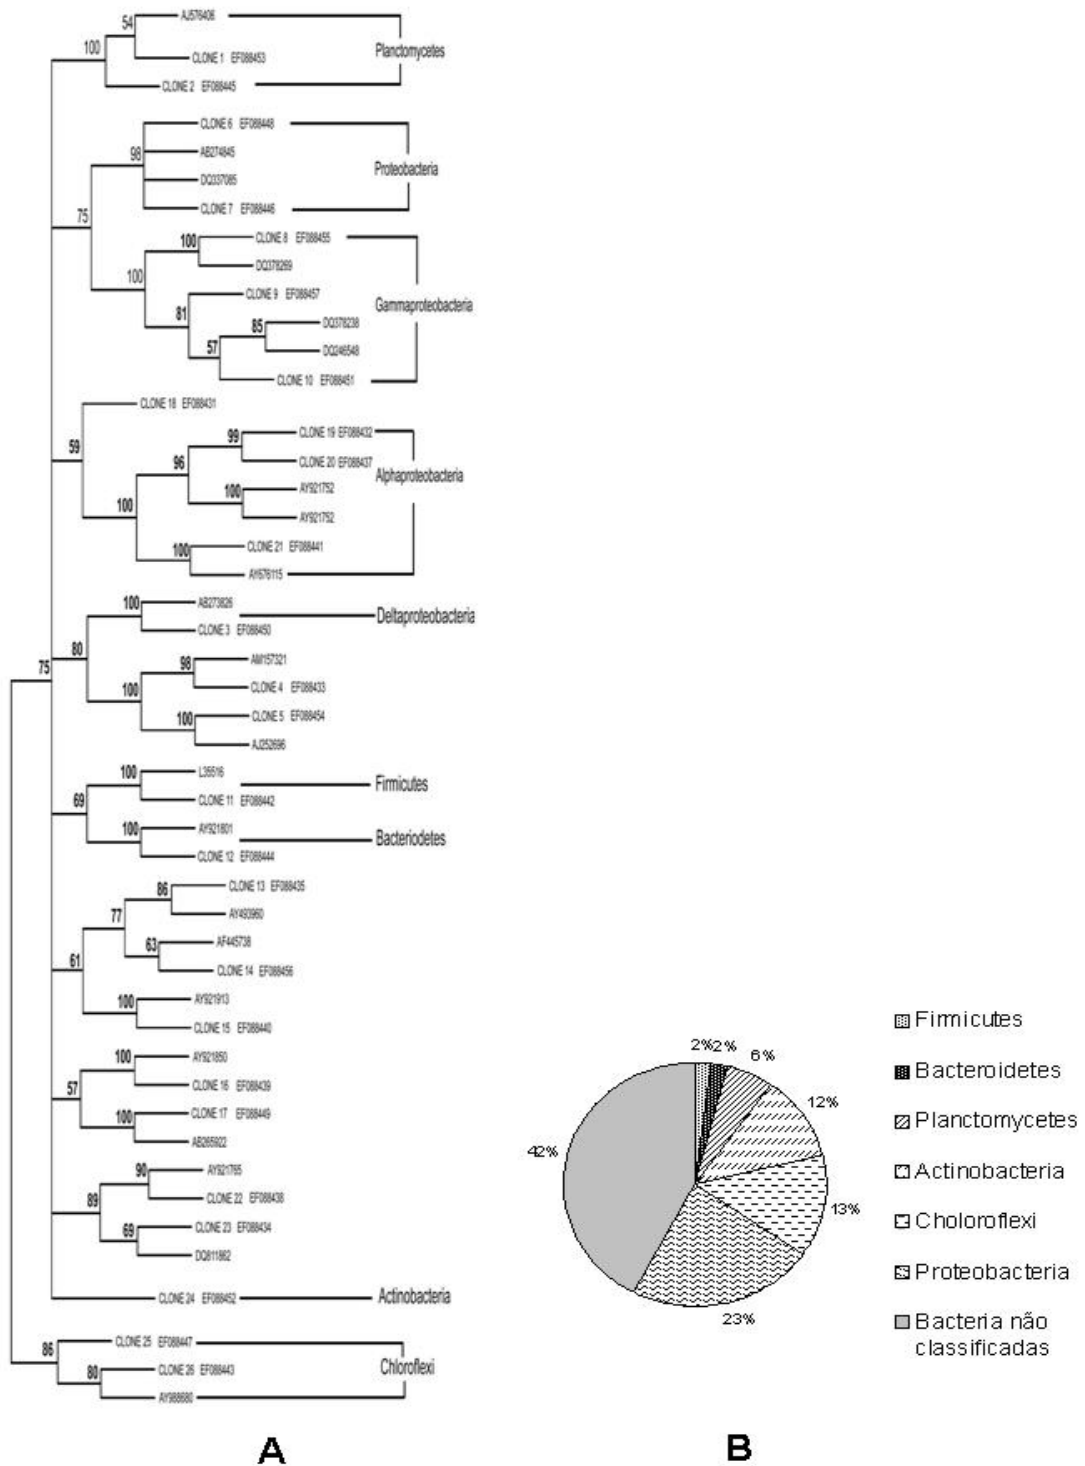 AJ576406
54
CLONE 1 EF088453
100
CLONE 2 EF088445
Planctomycetes
CLONE 6 EF088448
AB274845
98
DQ337085
CLONE 7 EF088446
Proteobacteria
75
CLONE 8 EF088455
100
DQ378269
100
CLONE 9 EF088457
81
DQ378238
85
DQ246548
57
CLONE 10 EF088451
Gammaproteobacteria
CLONE 18 EF088431
59
CLONE 19 EF088432
99
CLONE 20 EF088437
96
AY921752
100
AY921752
100
CLONE 21 EF088441
100
AY676115
Alphaproteobacteria
AB273826
100
CLONE 3 EF088450
Deltaproteobacteria
80
AM157321
98
CLONE 4 EF088433
100
CLONE 5 EF088454
100
AJ252696
75
L35516
100
CLONE 11 EF088442
Firmicutes
69
AY921801
100
CLONE 12 EF088444
Bacteriodetes
CLONE 13 EF088435
86
AY493960
77
AF445738
63
CLONE 14 EF088456
61
AY921913
100
CLONE 15 EF088440
AY921850
100
CLONE 16 EF088439
57
CLONE 17 EF088449
100
AB265922
AY921765
90
CLONE 22 EF088438
89
CLONE 23 EF088434
69
DQ811862
CLONE 24 EF088452
Actinobacteria
CLONE 25 EF088447
86
CLONE 26 EF088443
80
AY988680
Chloroflexi
A
2%
2%
6%
12%
13%
23%
42%
Firmicutes
Bacteroidetes
Planctomycetes
Actinobacteria
Choloroflexi
Proteobacteria
Bacteria não
classificadas
B